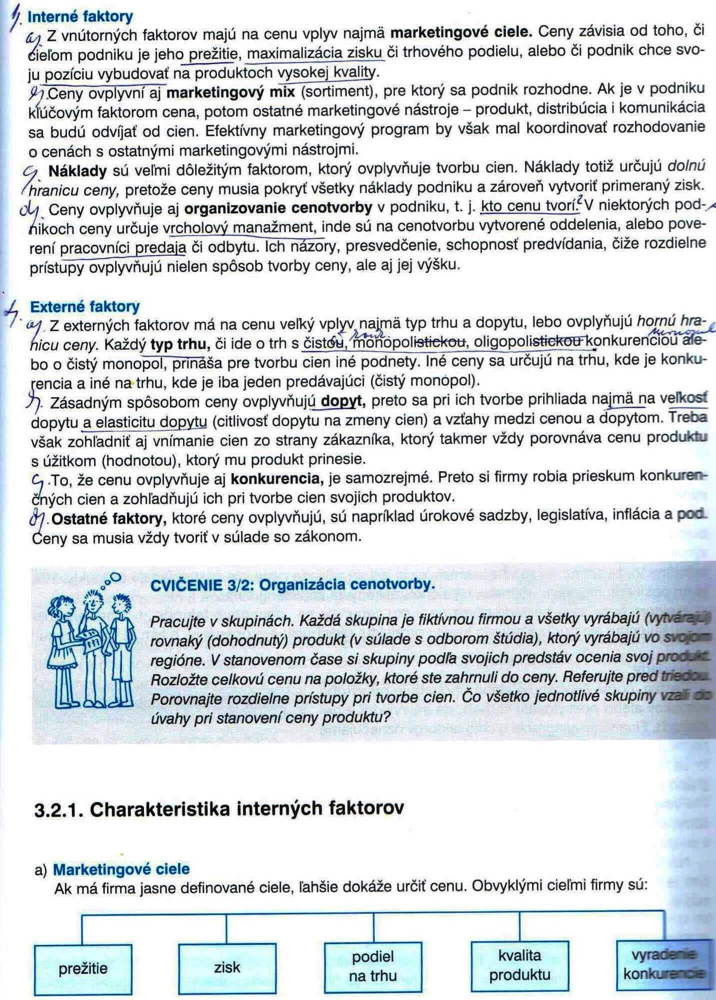 1. Interné faktory
a). Z vnútorných faktorov majú na cenu vplyv najmä marketingové ciele. Ceny závisia od toho, či
cieľom podniku je jeho prežitie, maximalizácia zisku či trhového podielu, alebo či podnik chce svo-
ju pozíciu vybudovať na produktoch vysokej kvality.
b) Ceny ovplyvní aj marketingový mix (sortiment), pre ktorý sa podnik rozhodne. Ak je v podniku
kľúčovým faktorom cena, potom ostatné marketingové nástroje – produkt, distribúcia i komunikácia
sa budú odvíjať od cien. Efektívny marketingový program by však mal koordinovať rozhodovanie
o cenách s ostatnými marketingovými nástrojmi.
c). Náklady sú veľmi dôležitým faktorom, ktorý ovplyvňuje tvorbu cien. Náklady totiž určujú dolnú
hranicu ceny, pretože ceny musia pokryť všetky náklady podniku a zároveň vytvoriť primeraný zisk.
d). Ceny ovplyvňuje aj organizovanie cenotvorby v podniku, t. j. kto cenu tvorí.? V niektorých pod-
nikoch ceny určuje vrcholový manažment, inde sú na cenotvorbu vytvorené oddelenia, alebo pove-
rení pracovníci predaja či odbytu. Ich názory, presvedčenie, schopnosť predvídania, čiže rozdielne
prístupy ovplyvňujú nielen spôsob tvorby ceny, ale aj jej výšku.
2. Externé faktory
a). Z externých faktorov má na cenu veľký vplyv najmä typ trhu a dopytu, lebo ovplyňujú hornú hra-
nicu ceny. Každý typ trhu, či ide o trh s čistou, monopolistickou, oligopolistickou konkurenciou ale-
bo o čistý monopol, prináša pre tvorbu cien iné podnety. Iné ceny sa určujú na trhu, kde je konku-
rencia a iné na trhu, kde je iba jeden predávajúci (čistý monopol).
b). Zásadným spôsobom ceny ovplyvňujú dopyt, preto sa pri ich tvorbe prihliada najmä na veľkosť
dopytu a elasticitu dopytu (citlivosť dopytu na zmeny cien) a vzťahy medzi cenou a dopytom. Treba
však zohľadniť aj vnímanie cien zo strany zákazníka, ktorý takmer vždy porovnáva cenu produktu
s úžitkom (hodnotou), ktorý mu produkt prinesie.
c). To, že cenu ovplyvňuje aj konkurencia, je samozrejmé. Preto si firmy robia prieskum konkuren-
čných cien a zohľadňujú ich pri tvorbe cien svojich produktov.
d). Ostatné faktory, ktoré ceny ovplyvňujú, sú napríklad úrokové sadzby, legislatíva, inflácia a pod.
Ceny sa musia vždy tvoriť v súlade so zákonom.
CVIČENIE 3/2: Organizácia cenotvorby.
Pracujte v skupinách. Každá skupina je fiktívnou firmou a všetky vyrábajú (vytvárajú)
rovnaký (dohodnutý) produkt (v súlade s odborom štúdia), ktorý vyrábajú vo svojom
regióne. V stanovenom čase si skupiny podľa svojich predstáv ocenia svoj produkt.
Rozložte celkovú cenu na položky, ktoré ste zahrnuli do ceny. Referujte pred triedou.
Porovnajte rozdielne prístupy pri tvorbe cien. Čo všetko jednotlivé skupiny vzali do
úvahy pri stanovení ceny produktu?
3.2.1. Charakteristika interných faktorov
a) Marketingové ciele
Ak má firma jasne definované ciele, ľahšie dokáže určiť cenu. Obvyklými cieľmi firmy sú:
prežitie
zisk
podiel
na trhu
kvalita
produktu
vyradenie
konkurencie